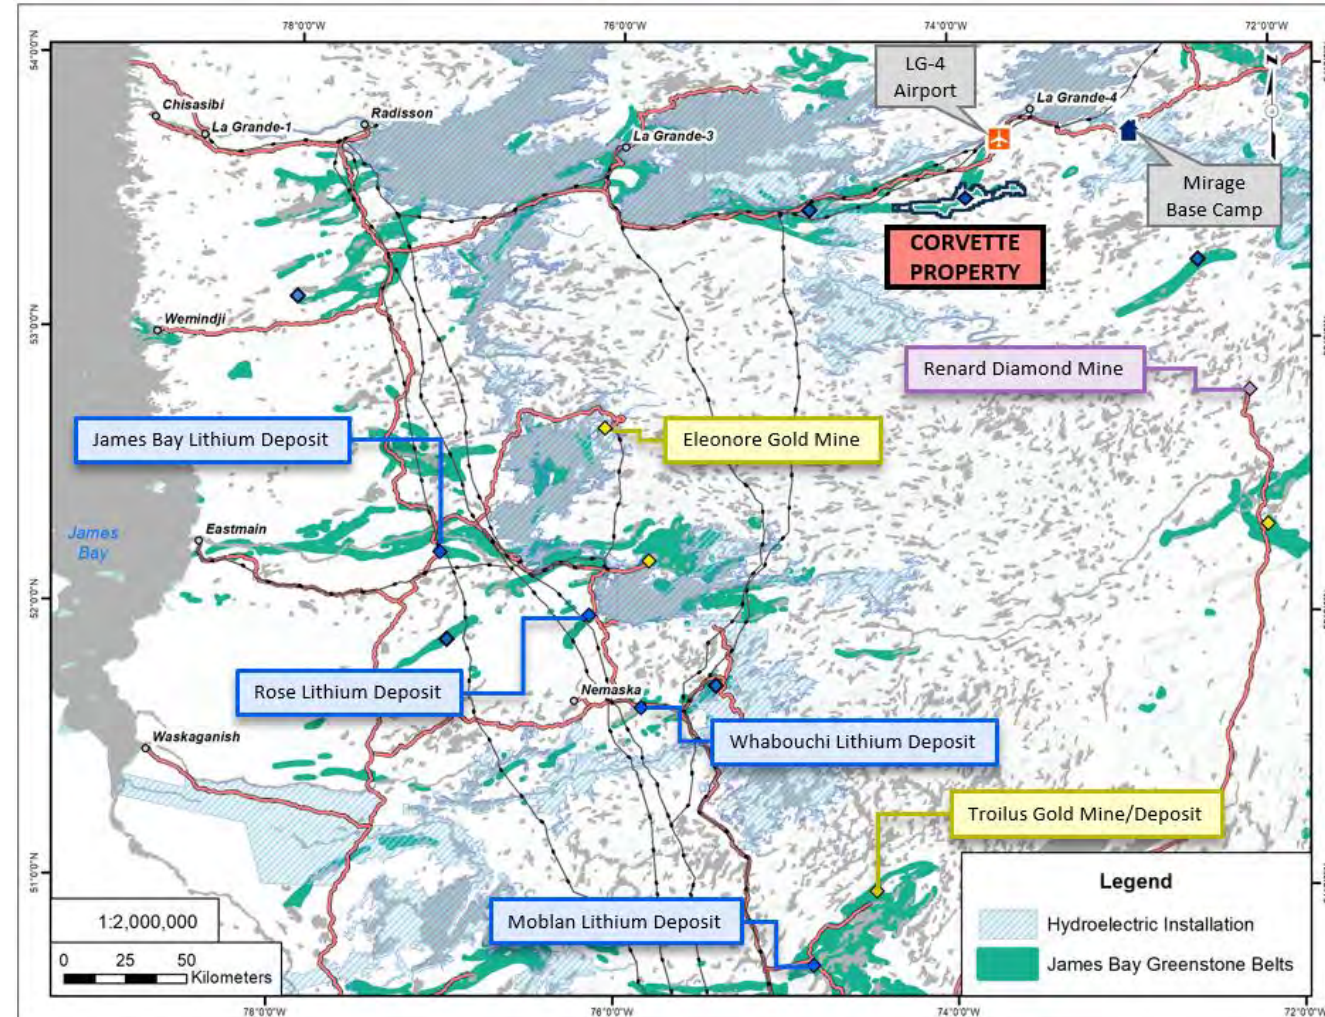 78°0'0"W
76°0'0"W
74°0'0"W
72°0'0"W
54°0'0"N
LG-4
Airport
La Grande-4
N
Chisasibi
Radisson
La Grande-1
La Grande-3
Mirage
Base Camp
CORVETTE
PROPERTY
53°0'0"N
Wemindji
Renard Diamond Mine
James Bay Lithium Deposit
Eleonore Gold Mine
James
Bay
Eastmain
52°0'0"N
Rose Lithium Deposit
Nemaska
Waskaganish
Whabouchi Lithium Deposit
Troilus Gold Mine/Deposit
51°0'0"N
Moblan Lithium Deposit
1:2,000,000
0 25 50
Kilometers
Legend
Hydroelectric Installation
James Bay Greenstone Belts
78°0'0"W
76°0'0"W
74°0'0"W
72°0'0"W